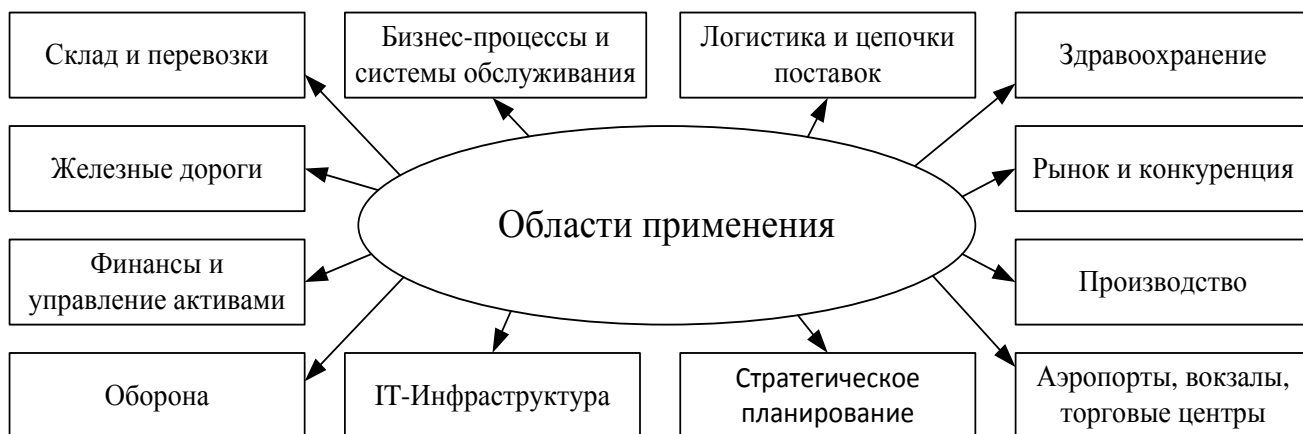 Склад и перевозки
Бизнес-процессы и
системы обслуживания
Логистика и цепочки
поставок
Здравоохранение
Железные дороги
Рынок и конкуренция
Области применения
Финансы и
управление активами
Производство
Оборона
IT-Инфраструктура
Стратегическое
планирование
Аэропорты, вокзалы,
торговые центры